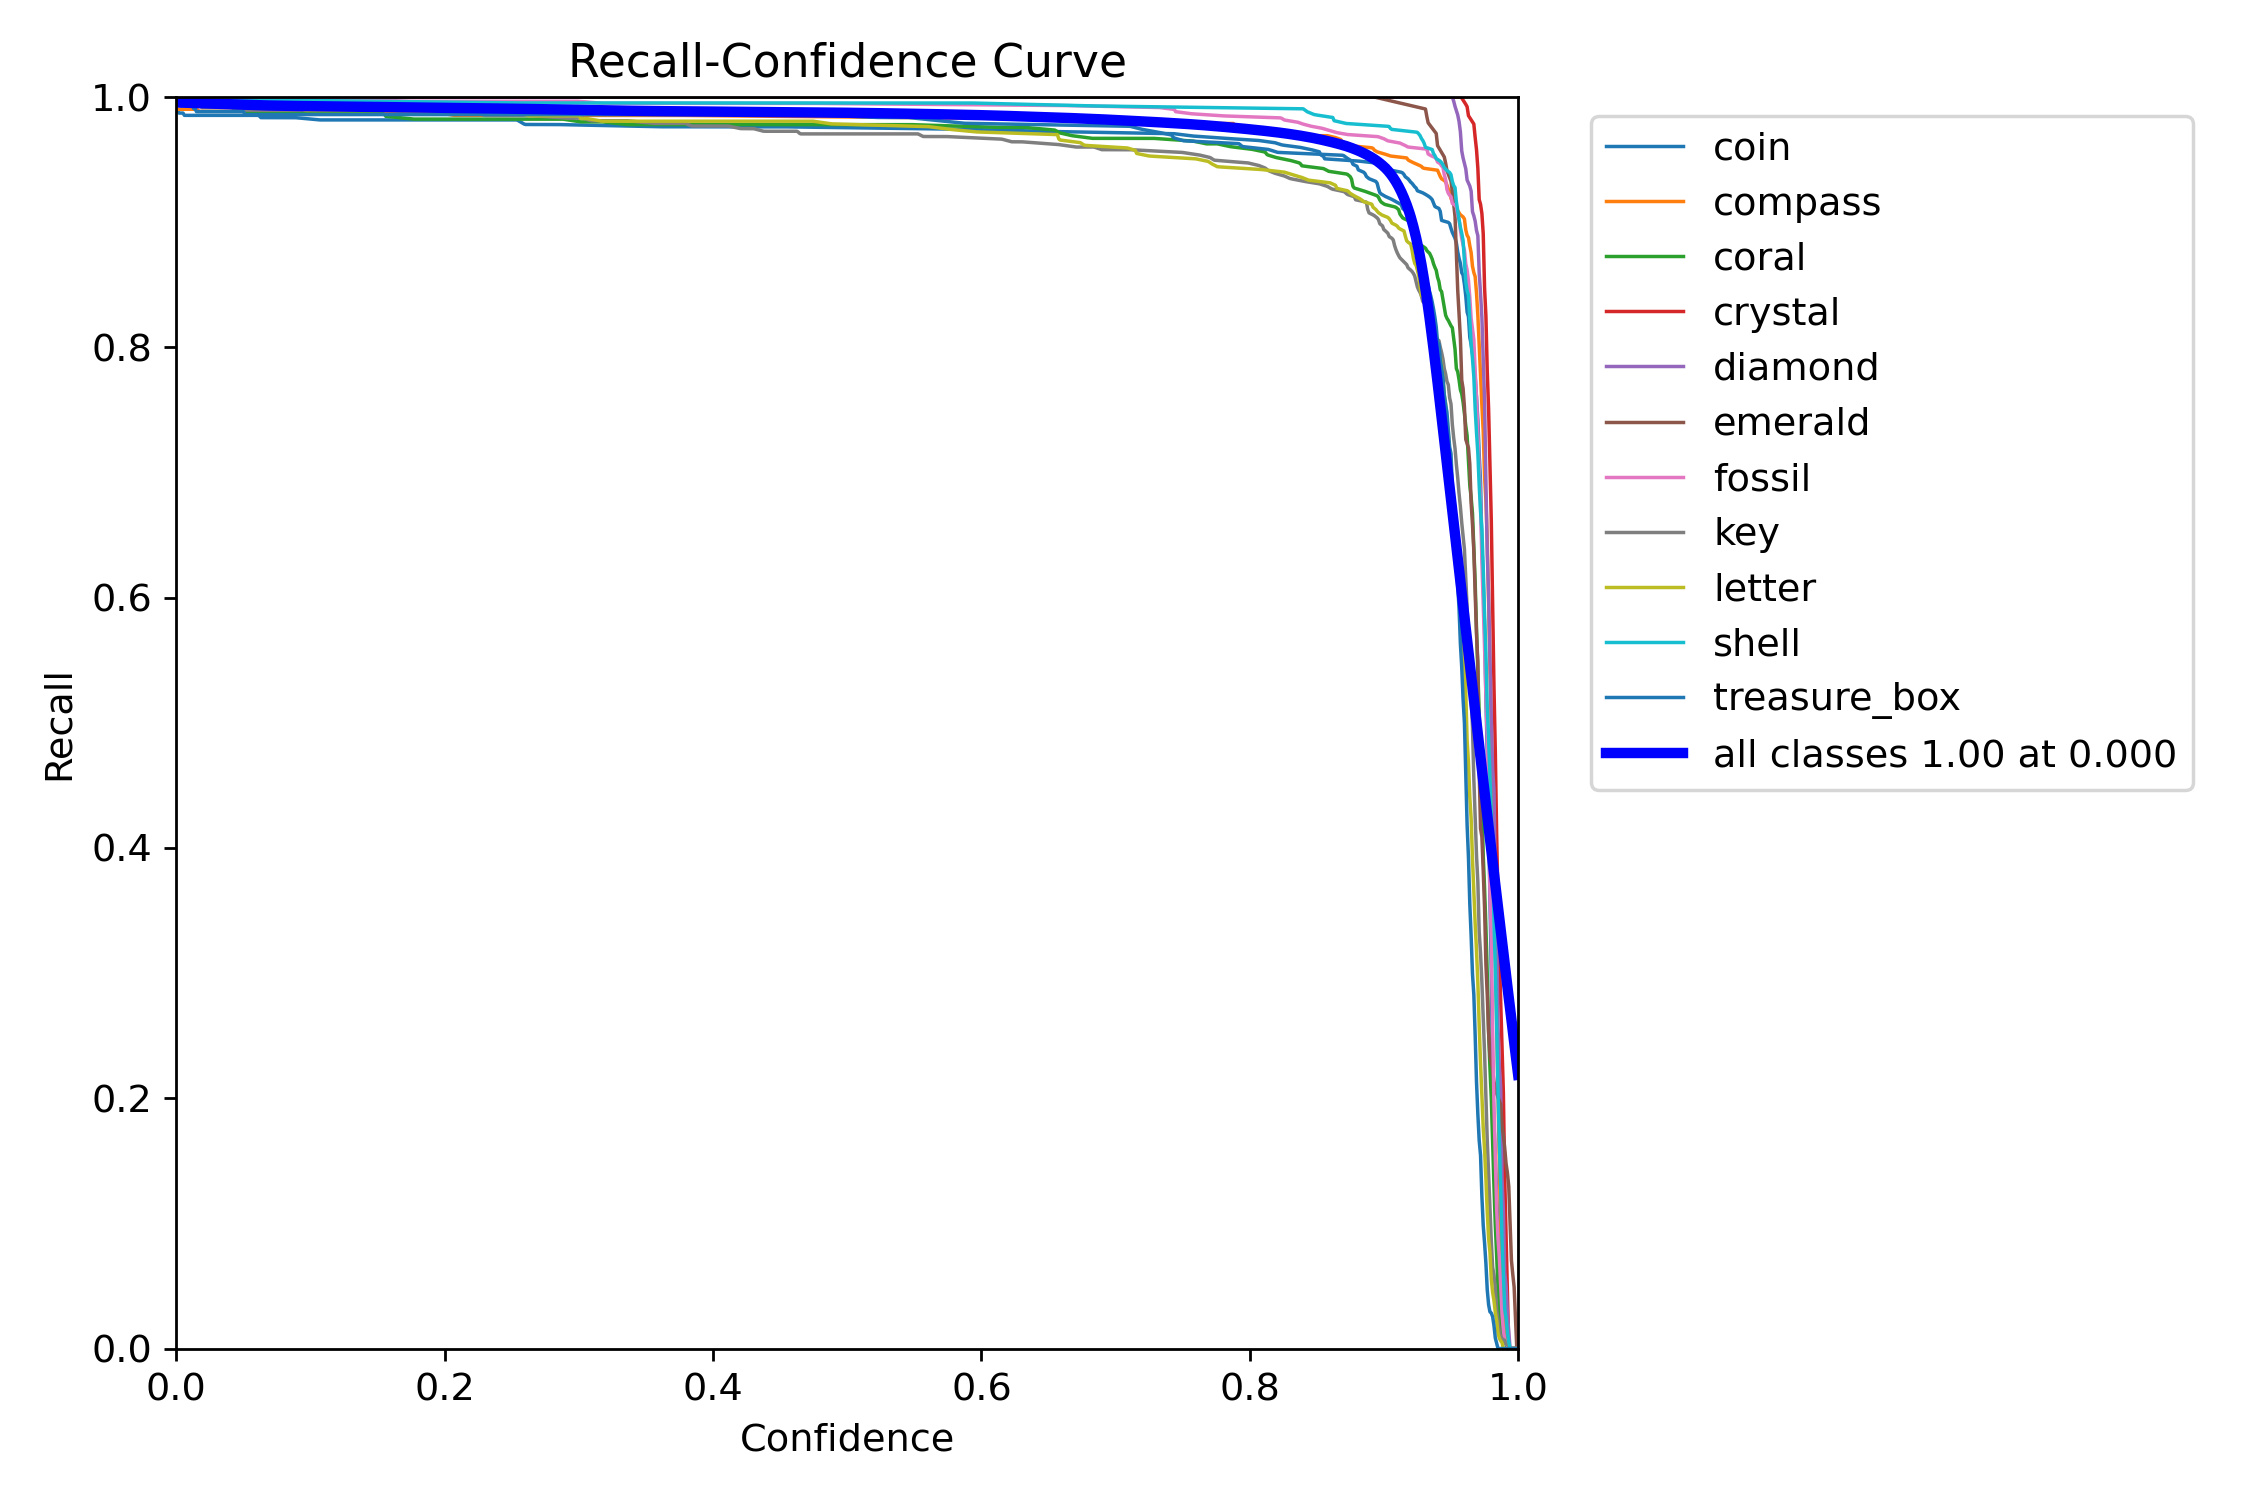 Recall-Confidence Curve
1.0
0.8
0.6
0.4
0.2
0.0
Recall
0.0 0.2 0.4 0.6 0.8 1.0
Confidence
coin
compass
coral
crystal
diamond
emerald
fossil
key
letter
shell
treasure_box
all classes 1.00 at 0.000